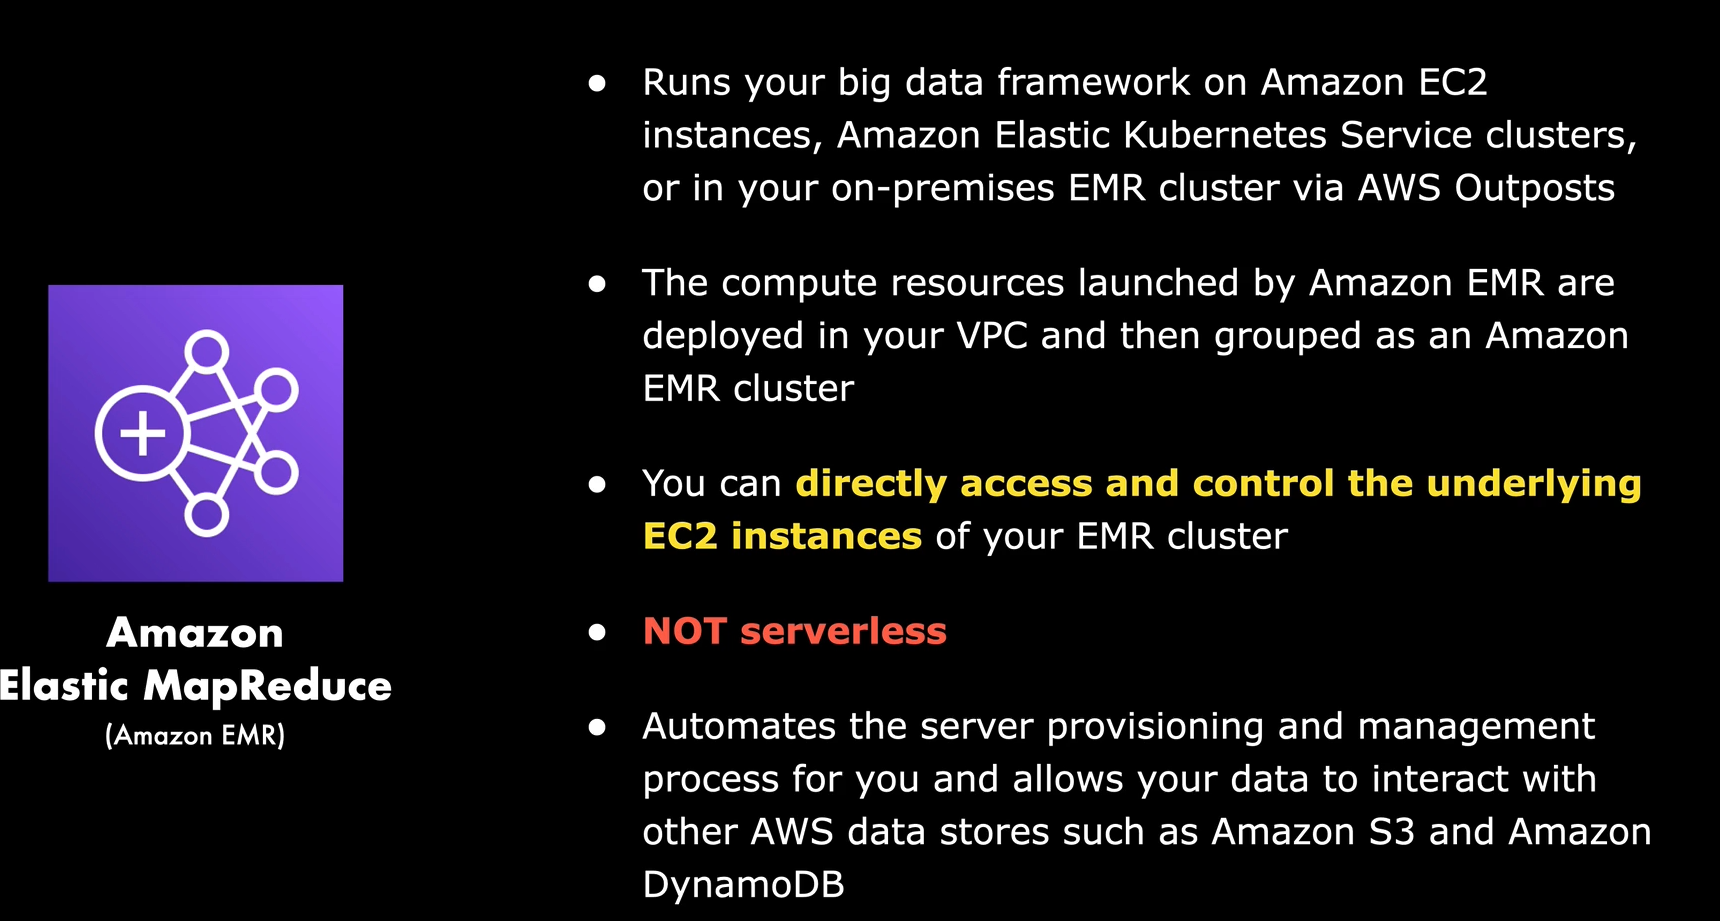 ● Runs your big data framework on Amazon EC2
instances, Amazon Elastic Kubernetes Service clusters,
or in your on-premises EMR cluster via AWS Outposts
● The compute resources launched by Amazon EMR are
deployed in your VPC and then grouped as an Amazon
EMR cluster
● You can directly access and control the underlying
EC2 instances of your EMR cluster
● NOT serverless
● Automates the server provisioning and management
process for you and allows your data to interact with
other AWS data stores such as Amazon S3 and Amazon
DynamoDB
Amazon
Elastic MapReduce
(Amazon EMR)